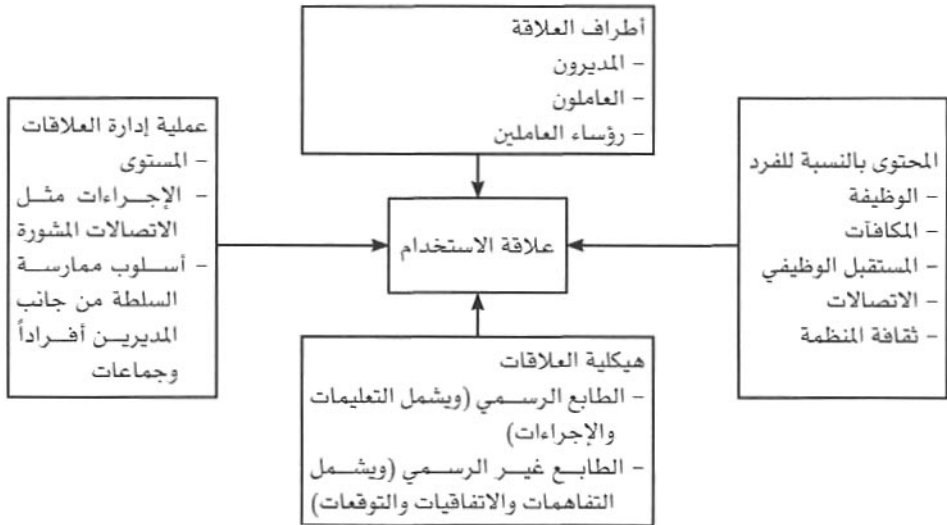 أطراف العلاقة
– المديرون
– العاملون
– رؤساء العاملين
المحتوى بالنسبة للفرد
– الوظيفة
– المكافآت
– المستقبل الوظيفي
– الاتصالات
– ثقافة المنظمة
علاقة الاستخدام
عملية إدارة العلاقات
– المستوى
– الإجراءات مثل
الاتصالات المشورة
– أسلوب ممارسة
السلطة من جانب
المديرين أفراداً
وجماعات
هيكلية العلاقات
– الطابع الرسمي (ويشمل التعليمات
والإجراءات)
– الطابع غير الرسمي (ويشمل
التفاهمات والاتفاقيات والتوقعات)